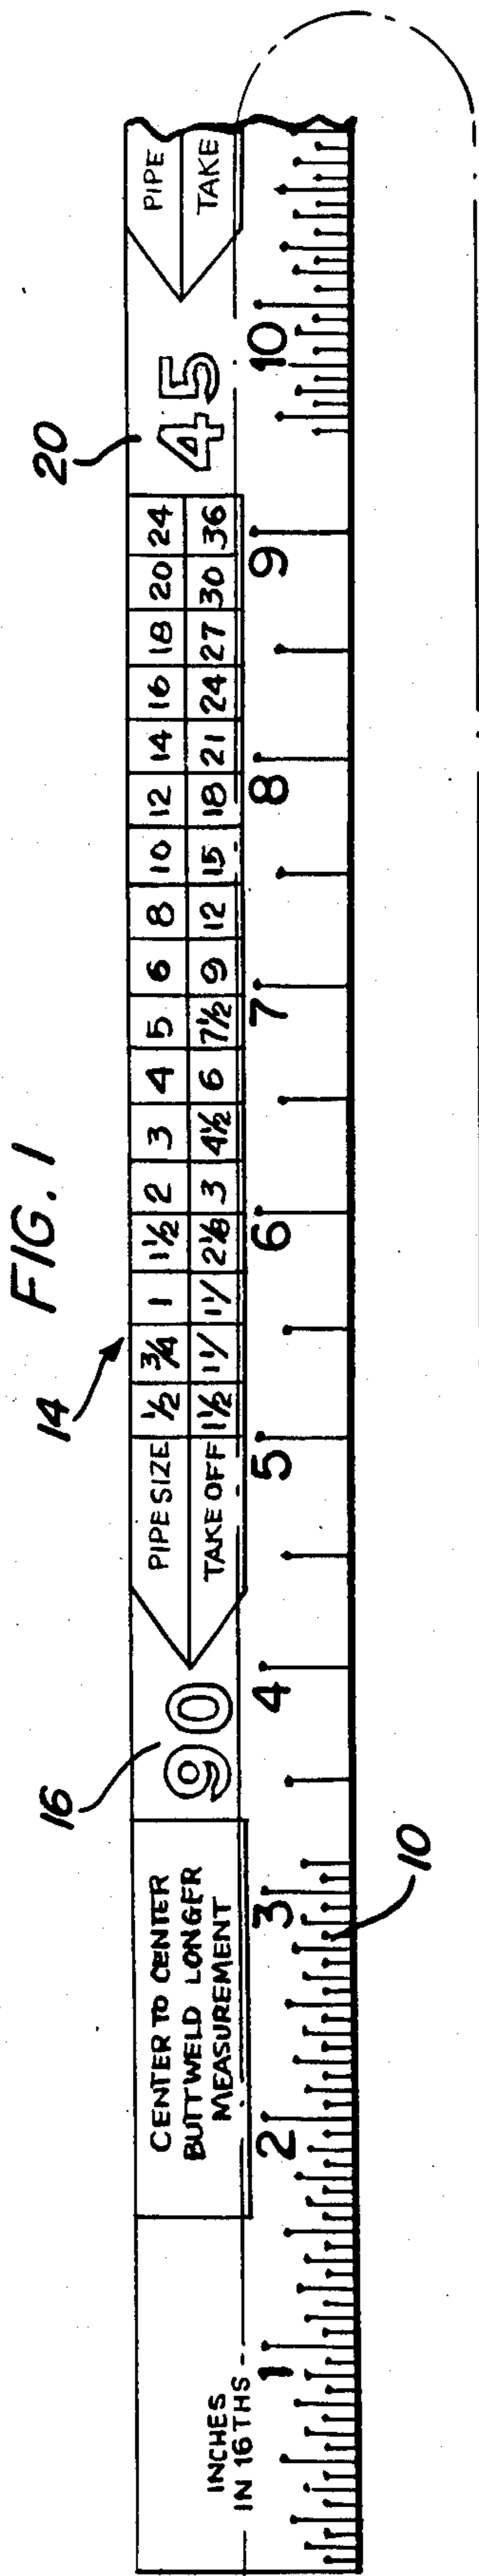 FIG. 1
14
16
20
INCHES
IN 16THS
CENTER TO CENTER
BUTTWELD LONGER
MEASUREMENT
90
PIPE SIZE ½ ¾ 1 1½ 2 3 4 5 6 8 10 12 14 16 18 20 24
TAKE OFF 1½ 1⅟ 1⅟ 2⅛ 3 4½ 6 7½ 9 12 15 18 21 24 27 30 36
45
PIPE
TAKE
1 2 3 4 5 6 7 8 9 10
10